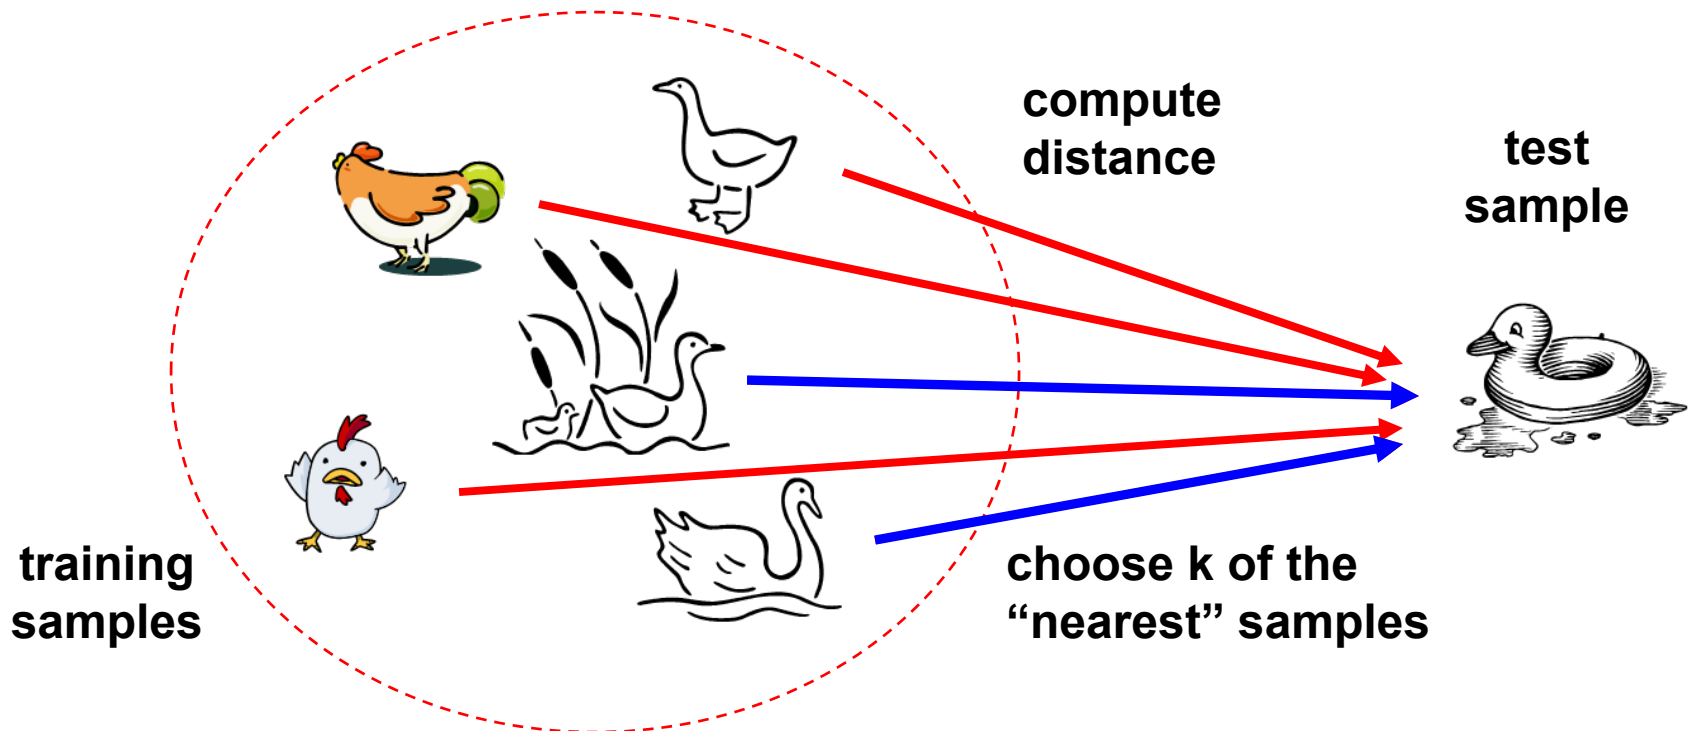 compute
distance
test
sample
training
samples
choose k of the
“nearest” samples